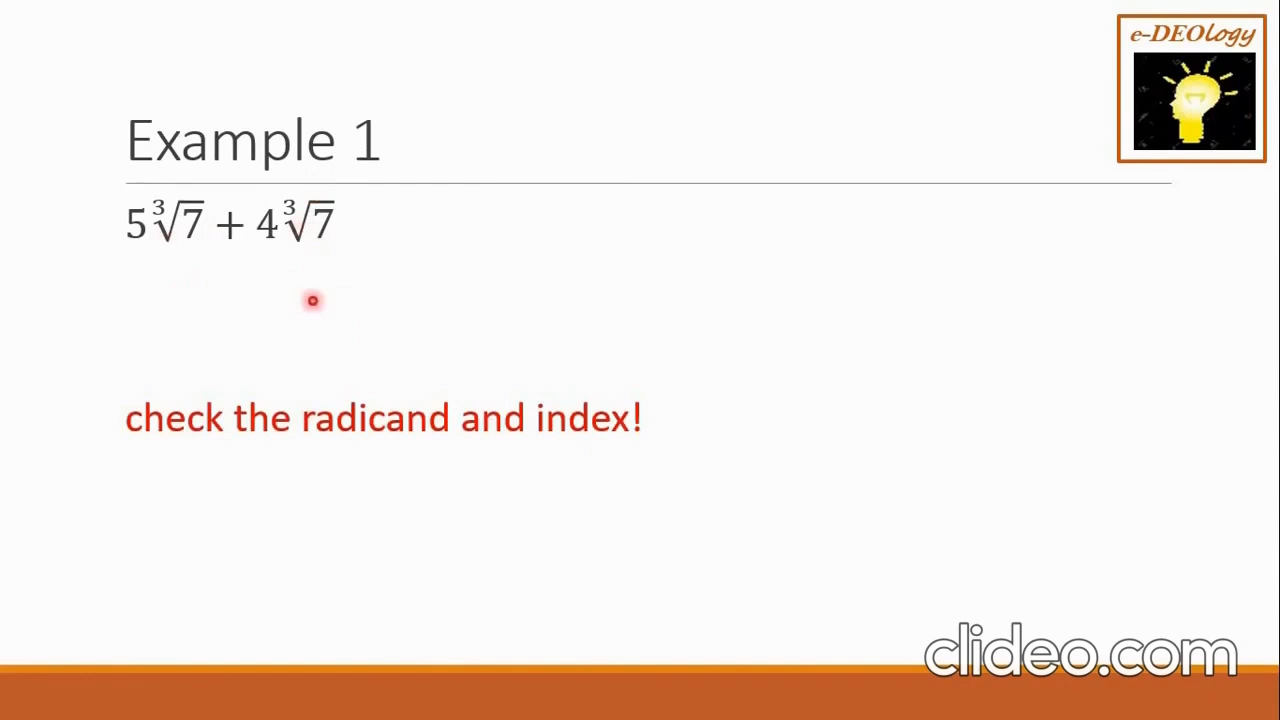 e-DEOlogy
Example 1
5∛7 + 4∛7
check the radicand and index!
clideo.com